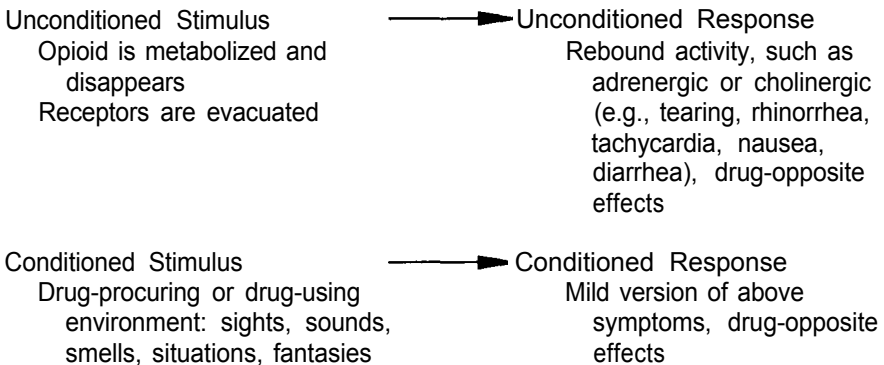 Unconditioned Stimulus
Opioid is metabolized and
disappears
Receptors are evacuated
Unconditioned Response
Rebound activity, such as
adrenergic or cholinergic
(e.g., tearing, rhinorrhea,
tachycardia, nausea,
diarrhea), drug-opposite
effects
Conditioned Stimulus
Drug-procuring or drug-using
environment: sights, sounds,
smells, situations, fantasies
Conditioned Response
Mild version of above
symptoms, drug-opposite
effects